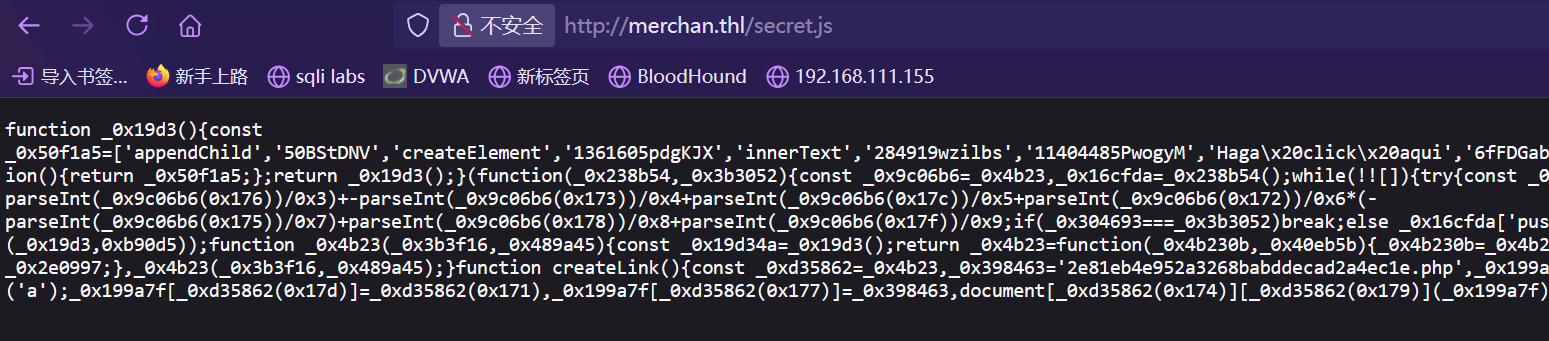 不安全 http://merchan.thl/secret.js
导入书签... 新手上路 sqli labs DVWA 新标签页 BloodHound 192.168.111.155
function _0x19d3(){const
_0x50f1a5=['appendChild','50BStDNV','createElement','1361605pdgKJX','innerText','284919wzilbs','11404485PwogyM','Haga\x20click\x20aqui','6fFDGab
ion(){return _0x50f1a5;};return _0x19d3();}(function(_0x238b54,_0x3b3052){const _0x9c06b6=_0x4b23,_0x16cfda=_0x238b54();while(!![]){try{const _0
parseInt(_0x9c06b6(0x176))/0x3)+-parseInt(_0x9c06b6(0x173))/0x4+parseInt(_0x9c06b6(0x17c))/0x5+parseInt(_0x9c06b6(0x172))/0x6*(-
parseInt(_0x9c06b6(0x175))/0x7)+parseInt(_0x9c06b6(0x178))/0x8+parseInt(_0x9c06b6(0x17f))/0x9;if(_0x304693===_0x3b3052)break;else _0x16cfda['pus
(_0x19d3,0xb90d5));function _0x4b23(_0x3b3f16,_0x489a45){const _0x19d34a=_0x19d3();return _0x4b23=function(_0x4b230b,_0x40eb5b){_0x4b230b=_0x4b2
_0x2e0997;},_0x4b23(_0x3b3f16,_0x489a45);}function createLink(){const _0xd35862=_0x4b23,_0x398463='2e81eb4e952a3268babddecad2a4ec1e.php',_0x199a
('a');_0x199a7f[_0xd35862(0x17d)]=_0xd35862(0x171),_0x199a7f[_0xd35862(0x177)]=_0x398463,document[_0xd35862(0x174)][_0xd35862(0x179)](_0x199a7f)